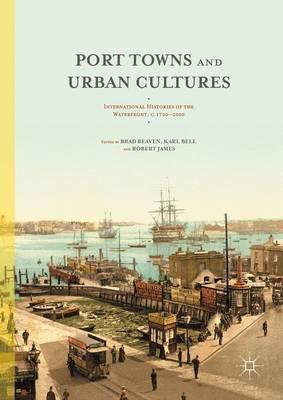 PORT TOWNS AND
URBAN CULTURES
INTERNATIONAL HISTORIES OF THE
WATERFRONT, C.1700–2000
EDITED BY BRAD BEAVEN, KARL BELL
AND ROBERT JAMES